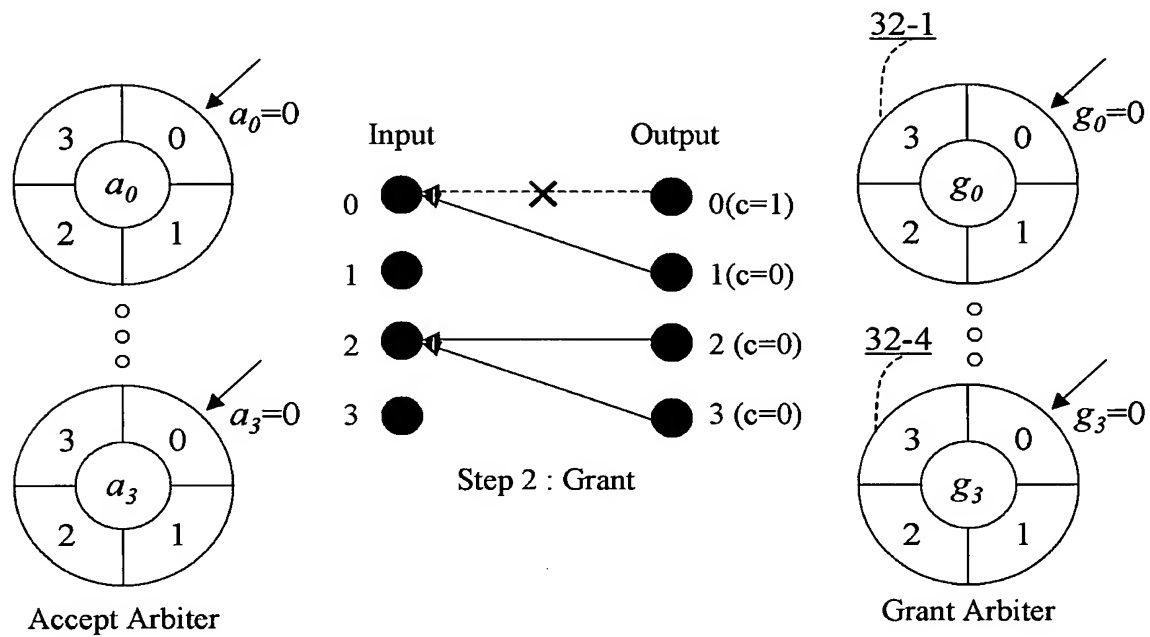 32-1
a0=0
3 0
a0
2 1
Input Output
0 0(c=1)
1 1(c=0)
2 2 (c=0)
3 3 (c=0)
Step 2 : Grant
a3=0
3 0
a3
2 1
Accept Arbiter
g0=0
3 0
g0
2 1
32-4
g3=0
3 0
g3
2 1
Grant Arbiter